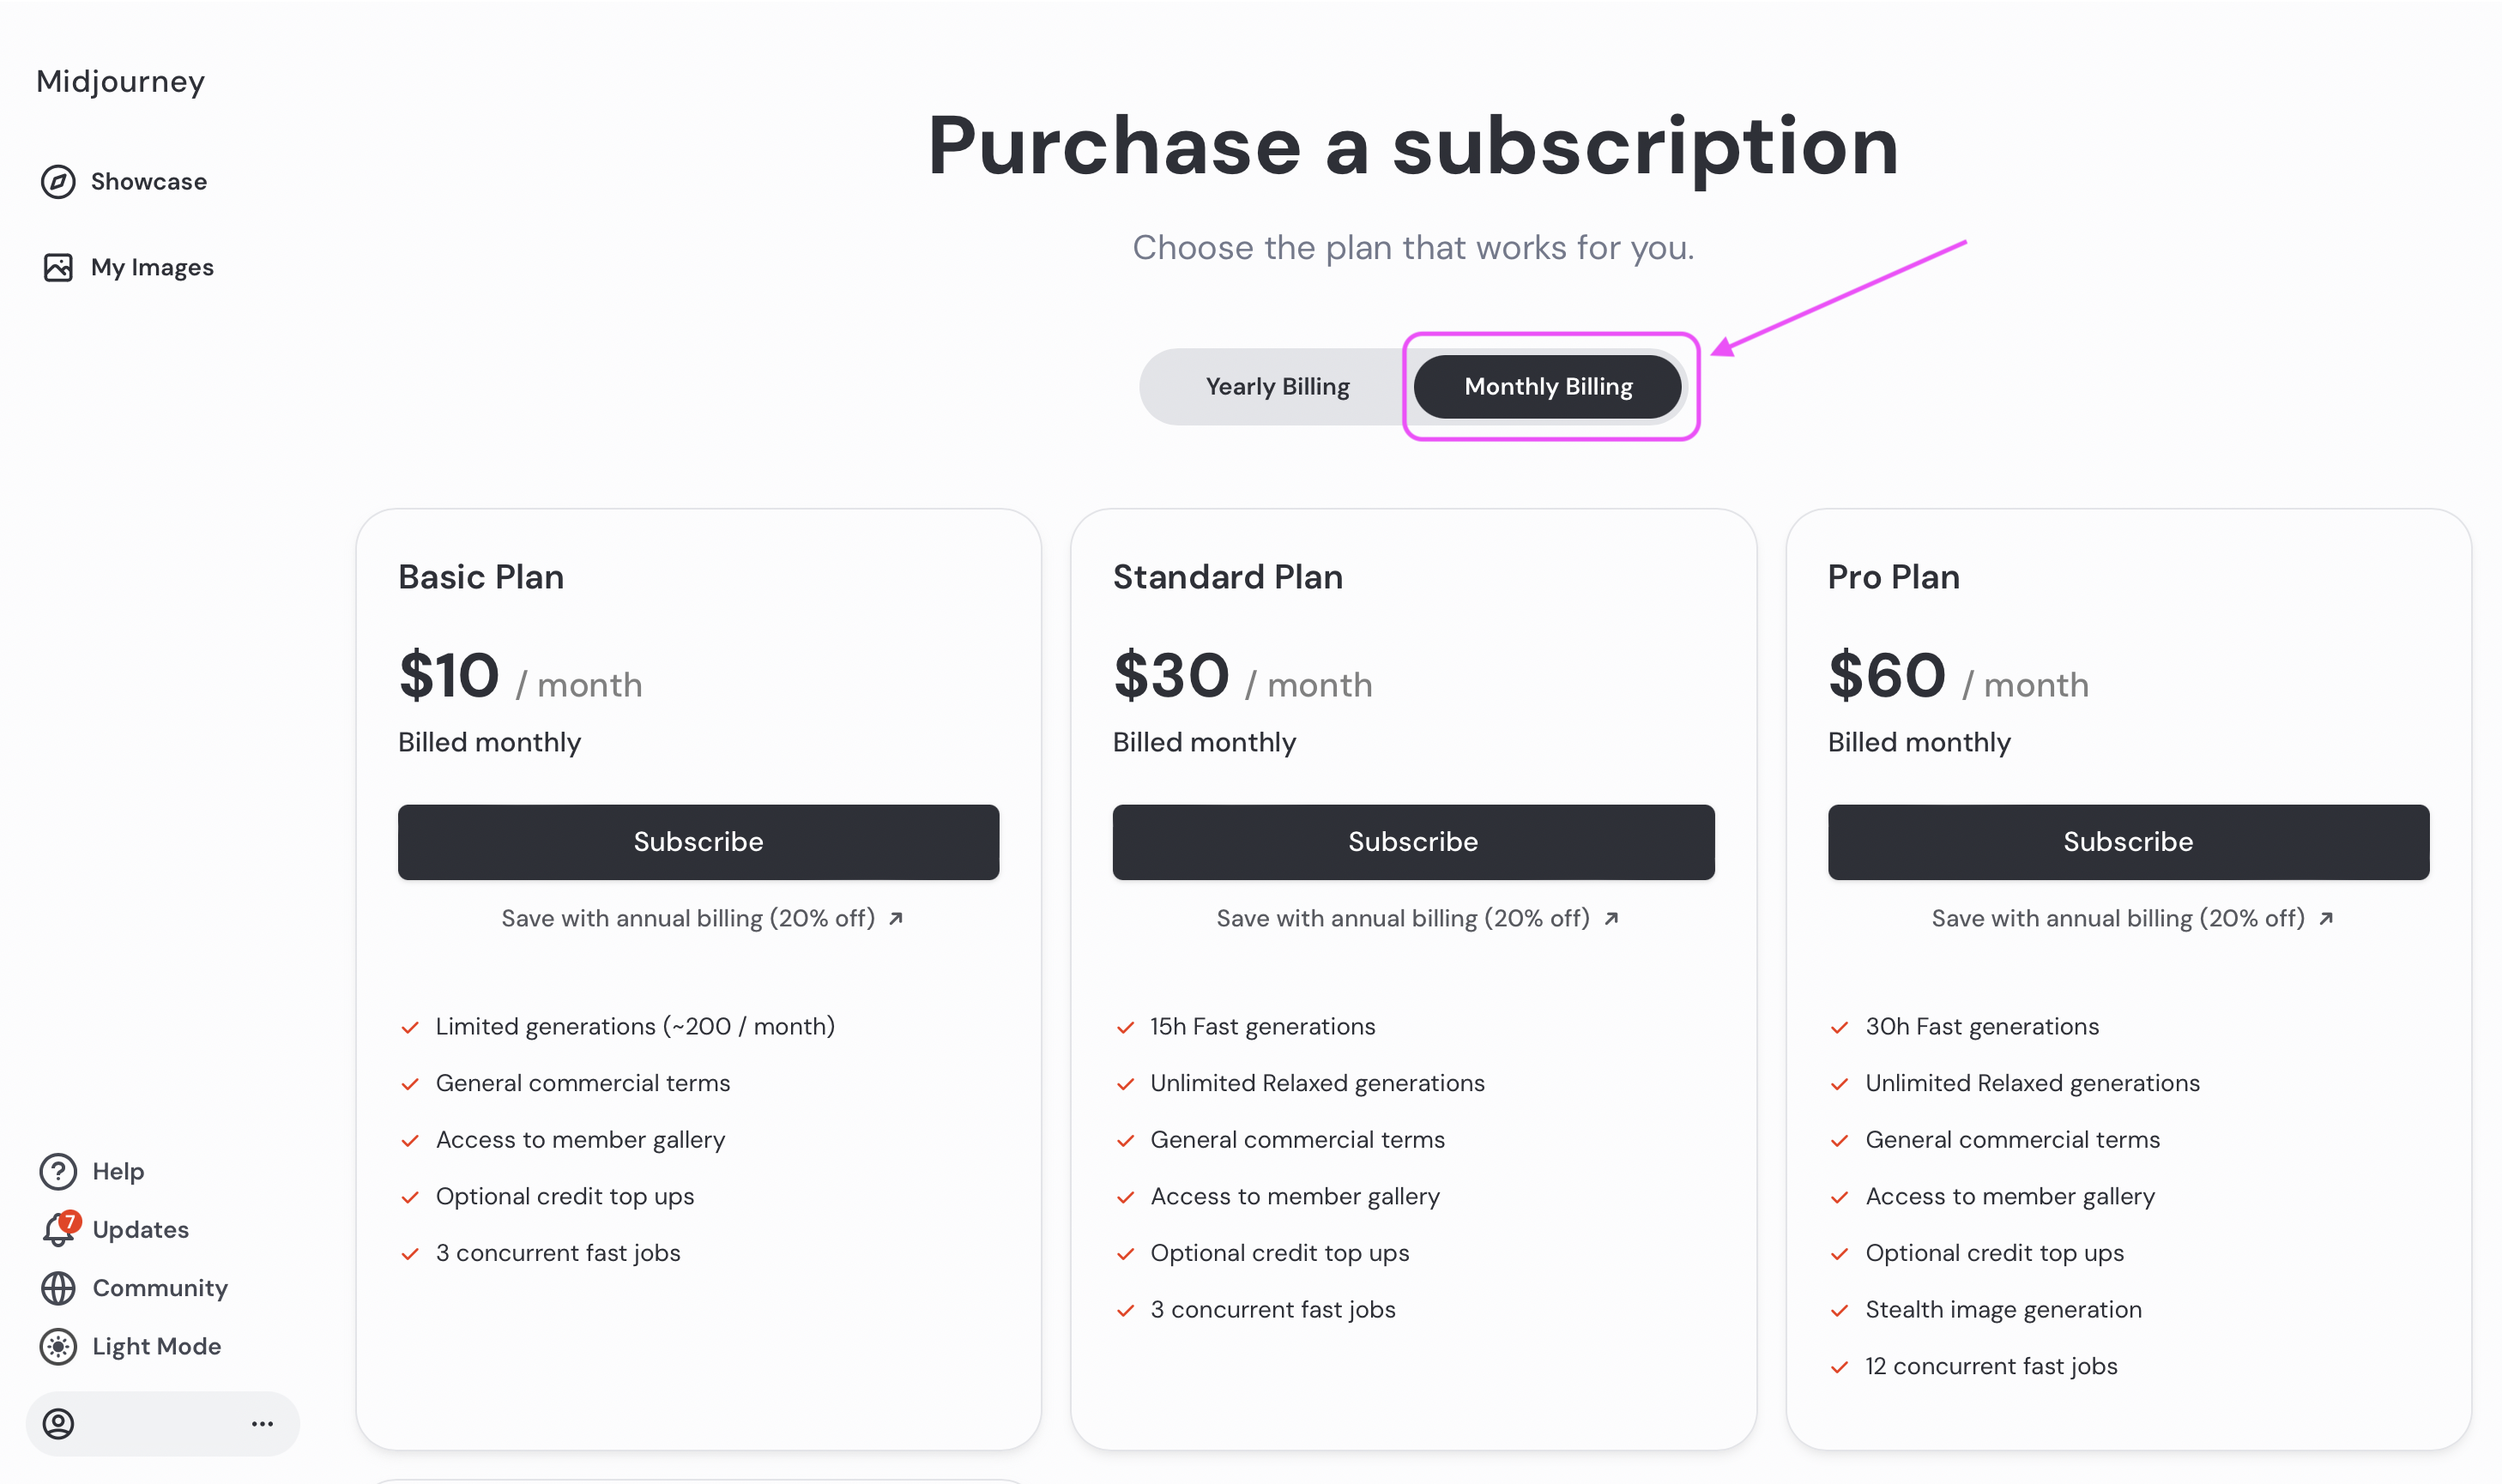 Midjourney
Showcase
My Images
Purchase a subscription
Choose the plan that works for you.
Yearly Billing
Monthly Billing
Basic Plan
$10 / month
Billed monthly
Subscribe
Save with annual billing (20% off)
Limited generations (~200 / month)
General commercial terms
Access to member gallery
Optional credit top ups
3 concurrent fast jobs
Standard Plan
$30 / month
Billed monthly
Subscribe
Save with annual billing (20% off)
15h Fast generations
Unlimited Relaxed generations
General commercial terms
Access to member gallery
Optional credit top ups
3 concurrent fast jobs
Pro Plan
$60 / month
Billed monthly
Subscribe
Save with annual billing (20% off)
30h Fast generations
Unlimited Relaxed generations
General commercial terms
Access to member gallery
Optional credit top ups
Stealth image generation
12 concurrent fast jobs
Help
7
Updates
Community
Light Mode